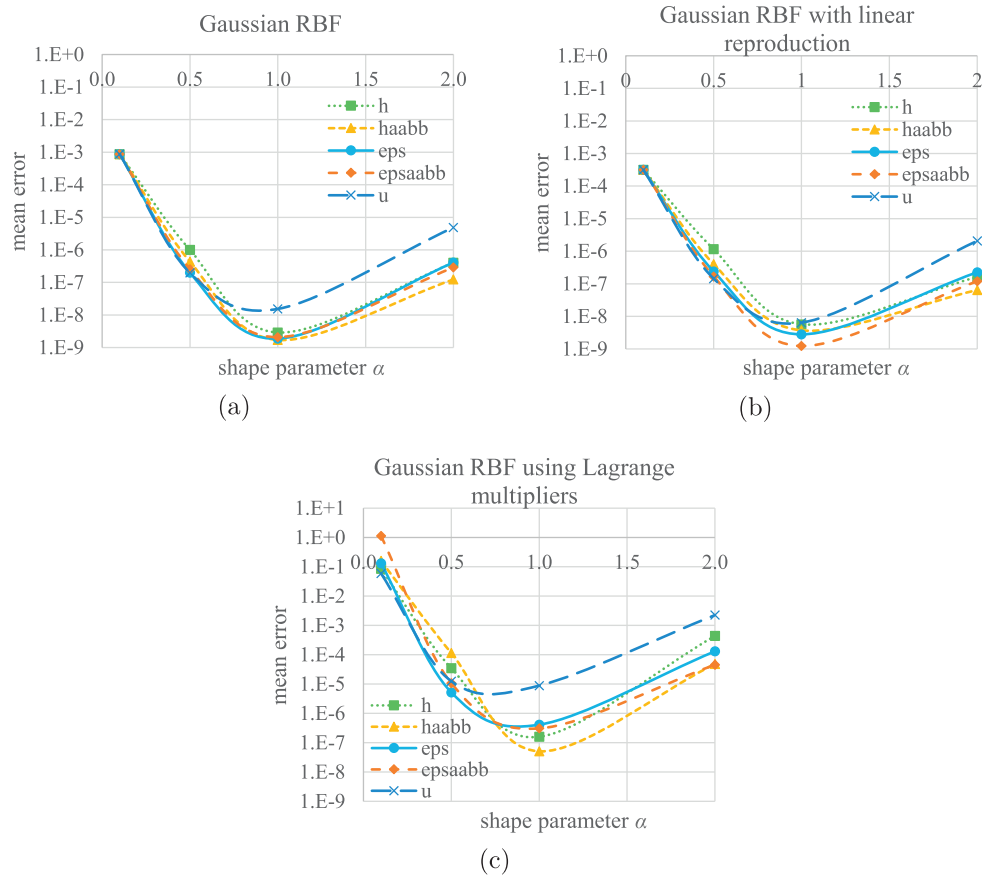 Gaussian RBF
1.E+0
1.E-1
1.E-2
1.E-3
1.E-4
1.E-5
1.E-6
1.E-7
1.E-8
1.E-9
0.0 0.5 1.0 1.5 2.0
mean error
h
haabb
eps
epsaabb
u
shape parameter α
(a)
Gaussian RBF with linear
reproduction
1.E+0
1.E-1
1.E-2
1.E-3
1.E-4
1.E-5
1.E-6
1.E-7
1.E-8
1.E-9
0 0.5 1 1.5 2
mean error
h
haabb
eps
epsaabb
u
shape parameter α
(b)
Gaussian RBF using Lagrange
multipliers
1.E+1
1.E+0
1.E-1
1.E-2
1.E-3
1.E-4
1.E-5
1.E-6
1.E-7
1.E-8
1.E-9
0.0 0.5 1.0 1.5 2.0
mean error
h
haabb
eps
epsaabb
u
shape parameter α
(c)